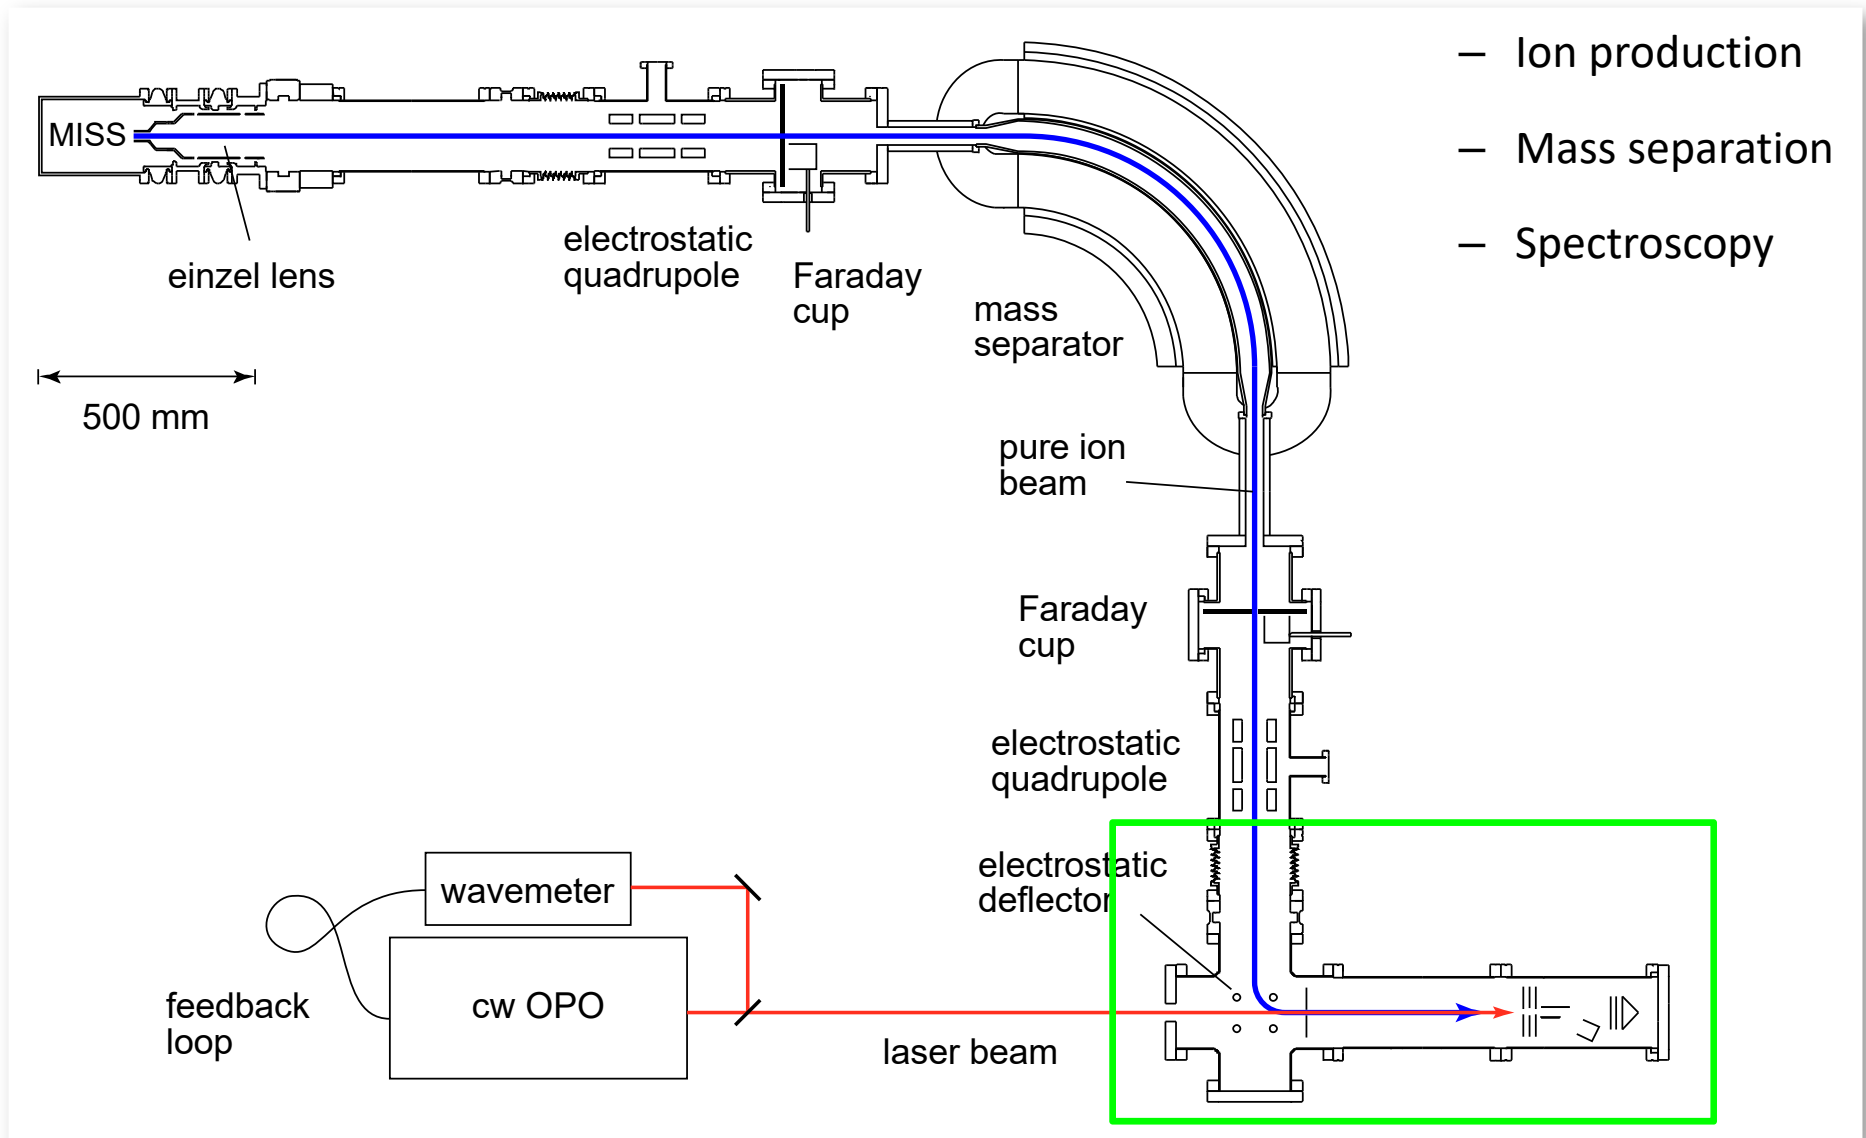 – Ion production
– Mass separation
– Spectroscopy
MISS
einzel lens
electrostatic
quadrupole
Faraday
cup
mass
separator
500 mm
pure ion
beam
Faraday
cup
electrostatic
quadrupole
electrostatic
deflector
wavemeter
cw OPO
feedback
loop
laser beam